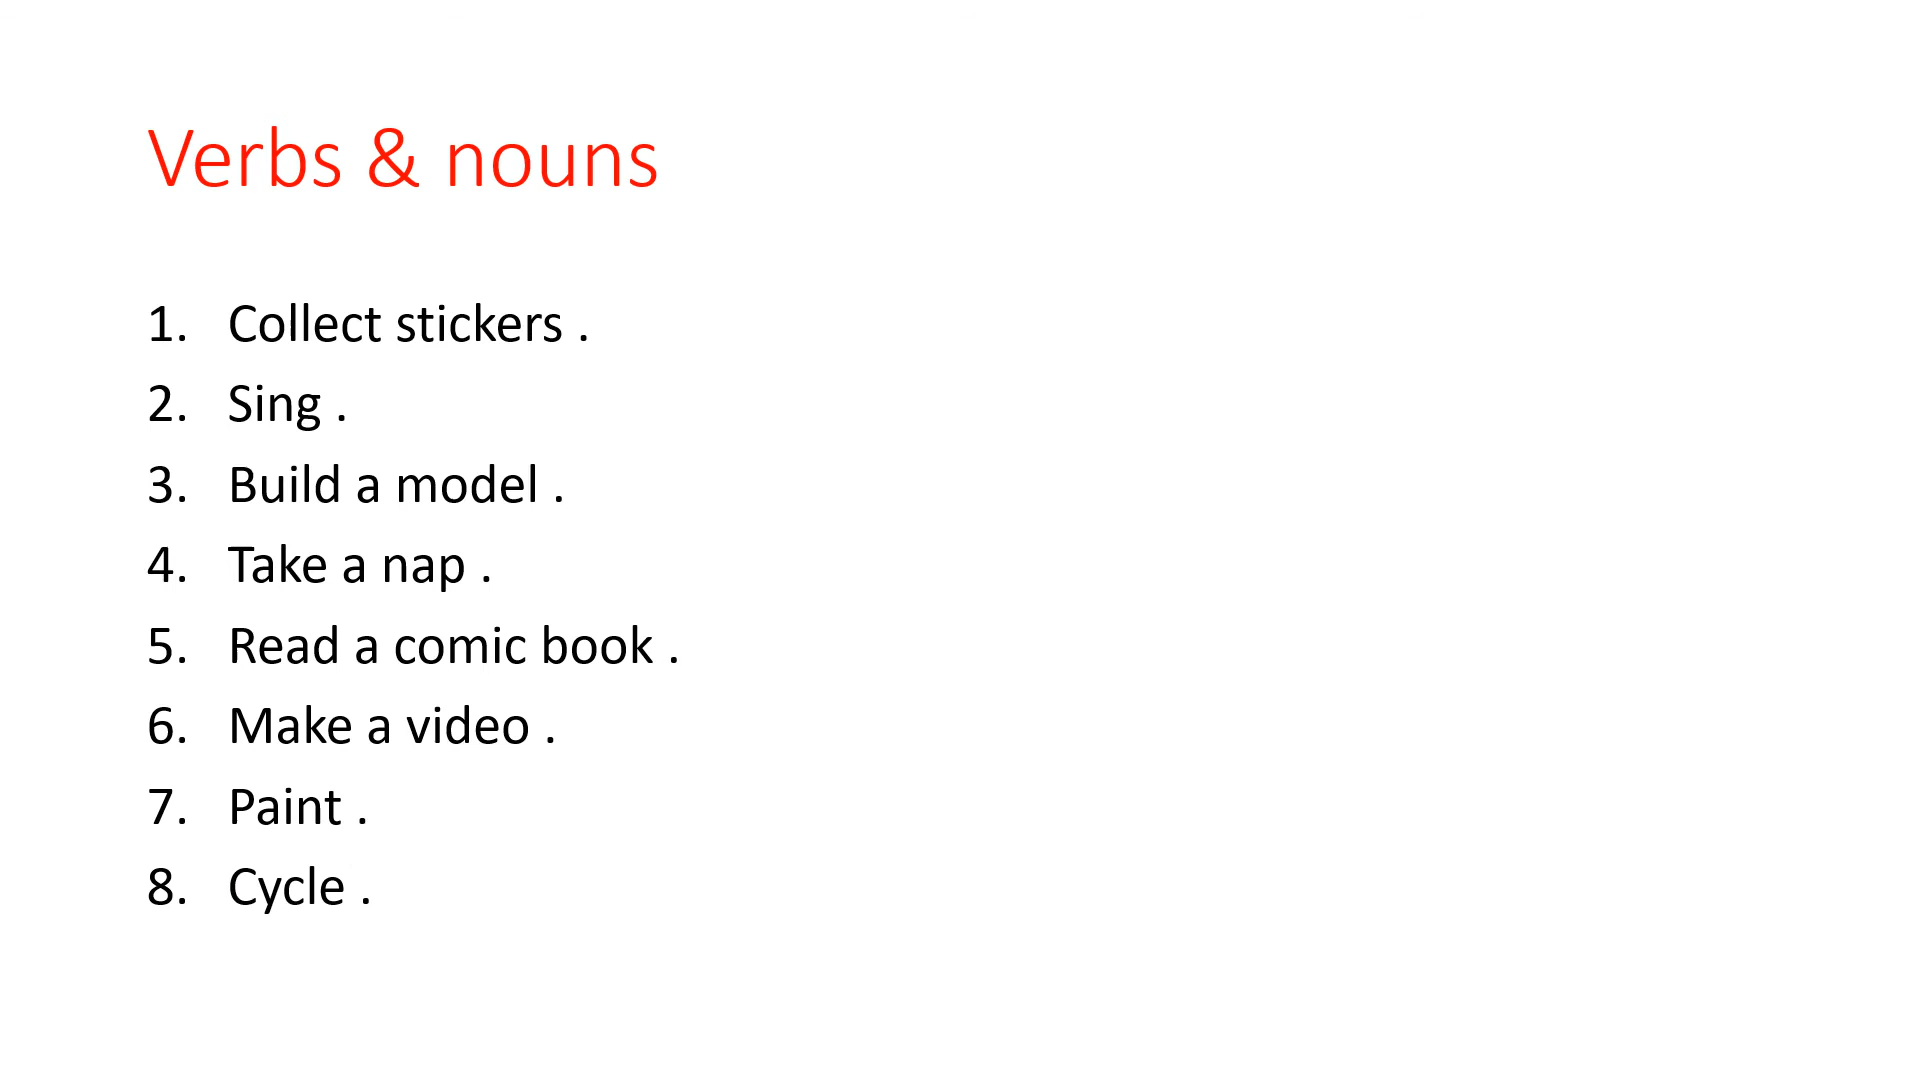 Verbs & nouns
1. Collect stickers .
2. Sing .
3. Build a model .
4. Take a nap .
5. Read a comic book .
6. Make a video .
7. Paint .
8. Cycle .